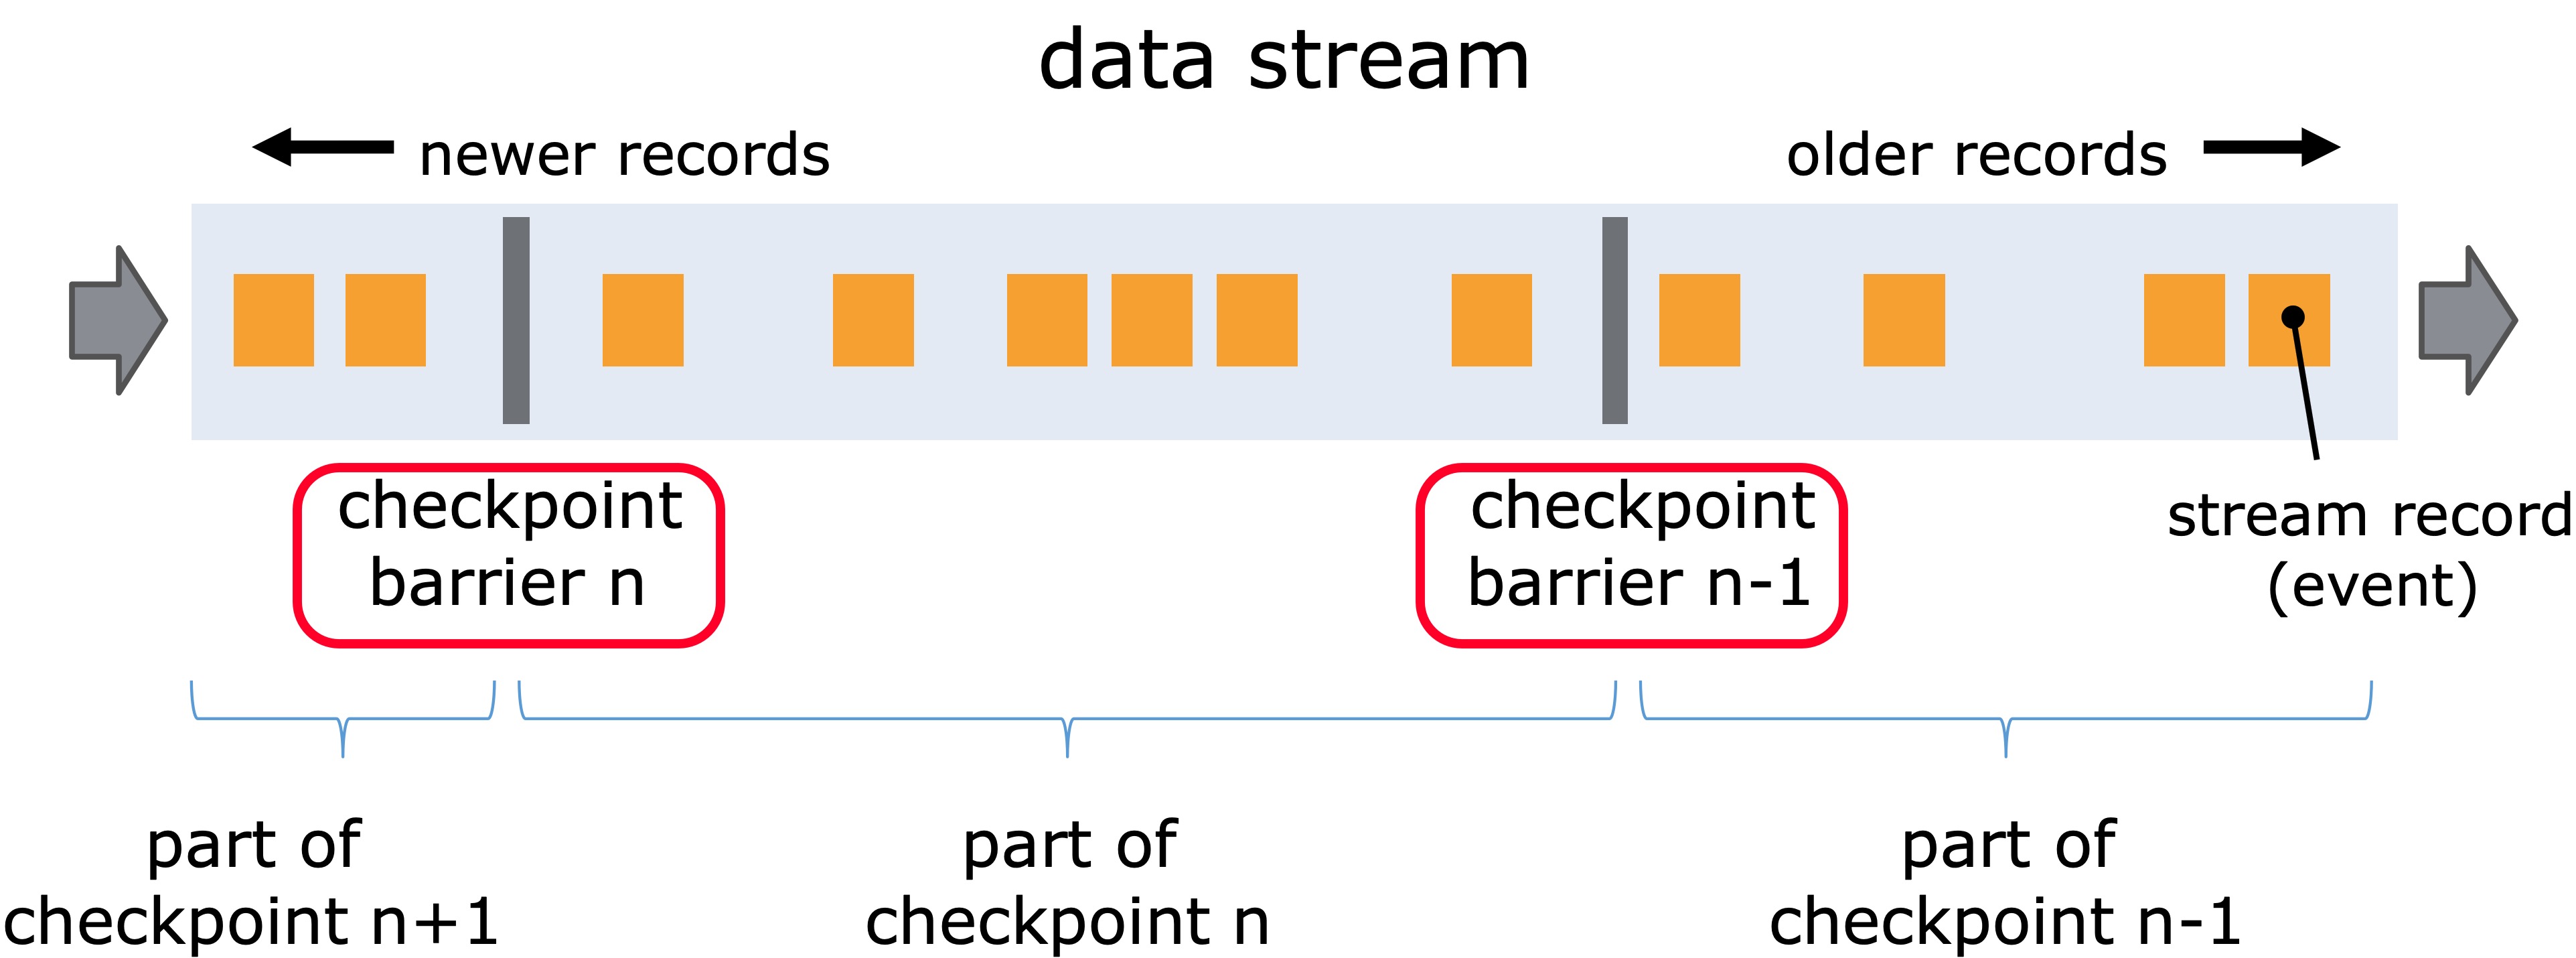 data stream
newer records
older records
checkpoint
barrier n
checkpoint
barrier n-1
stream record
(event)
part of
checkpoint n+1
part of
checkpoint n
part of
checkpoint n-1